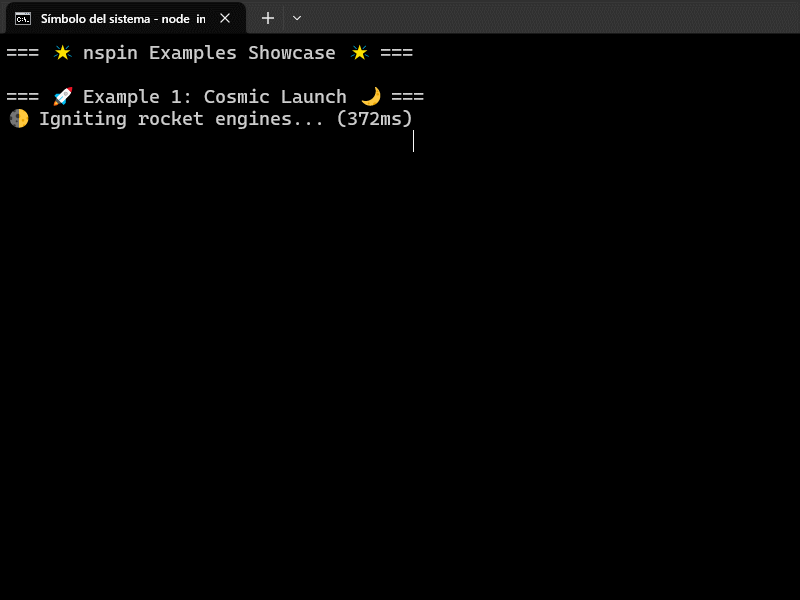 Símbolo del sistema - node in
=== 🌟 nspin Examples Showcase 🌟 ===
=== 🚀 Example 1: Cosmic Launch 🌙 ===
🌓 Igniting rocket engines... (372ms)